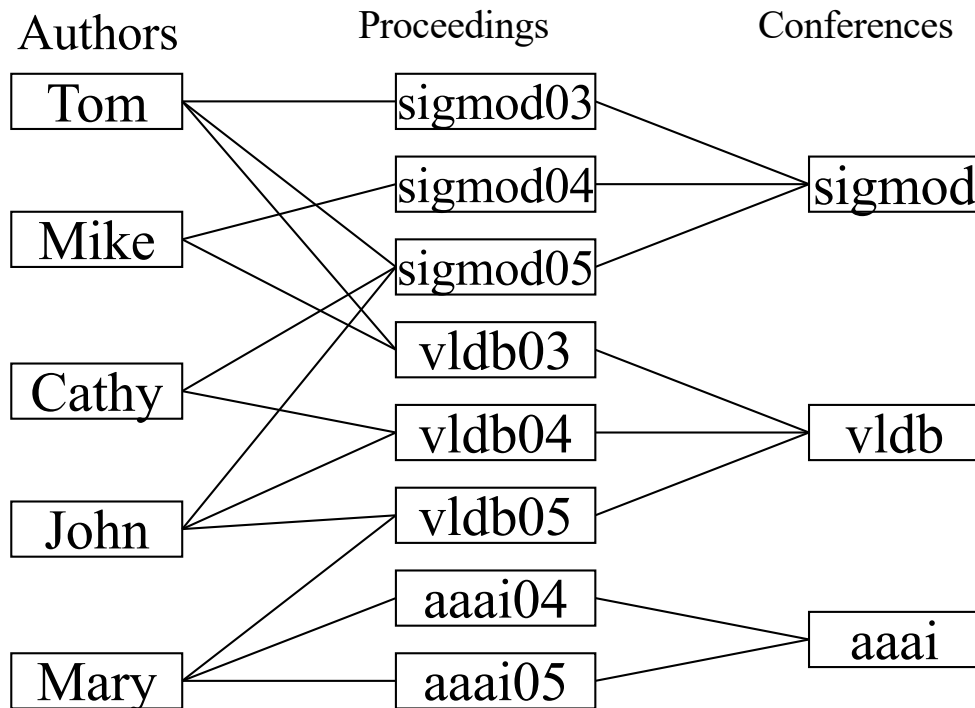 Authors
Proceedings
Conferences
Tom
Mike
Cathy
John
Mary
sigmod03
sigmod04
sigmod05
vldb03
vldb04
vldb05
aaai04
aaai05
sigmod
vldb
aaai